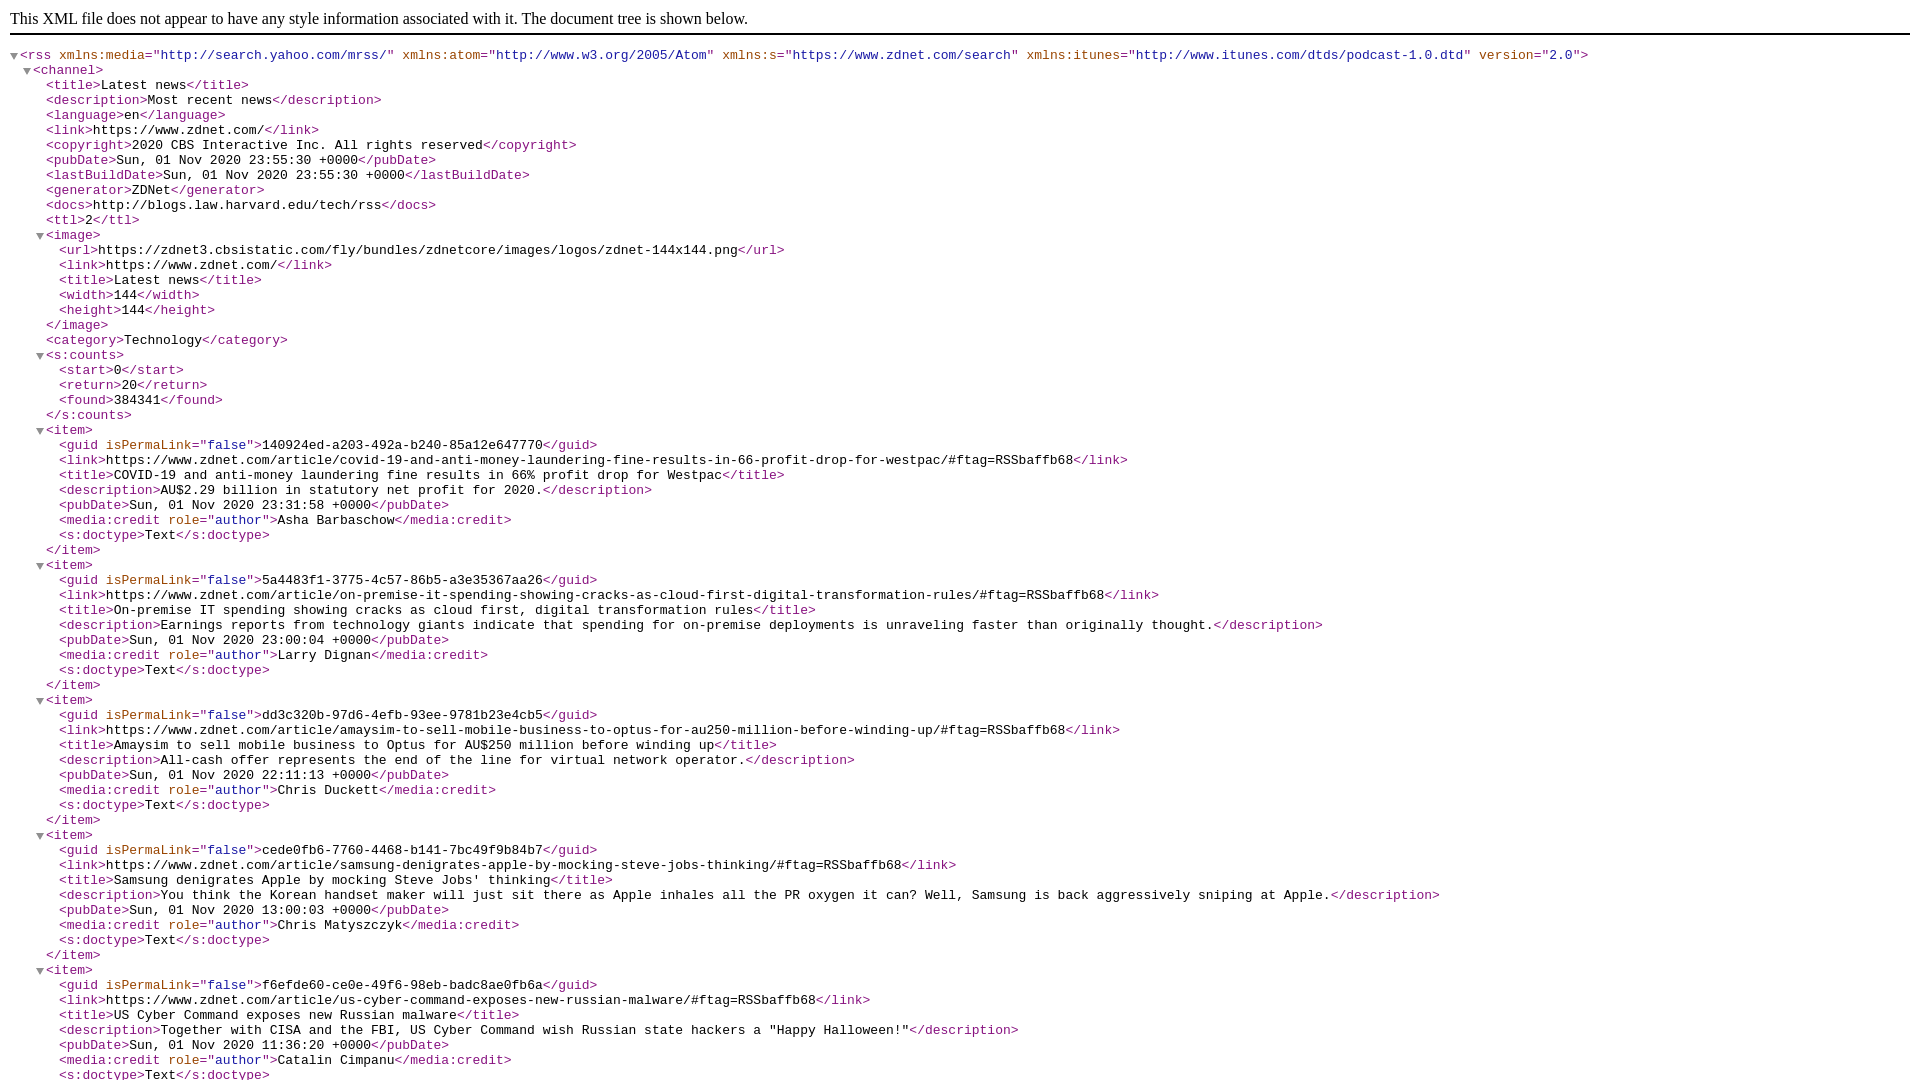 This XML file does not appear to have any style information associated with it. The document tree is shown below.
<rss xmlns:media="http://search.yahoo.com/mrss/" xmlns:atom="http://www.w3.org/2005/Atom" xmlns:s="https://www.zdnet.com/search" xmlns:itunes="http://www.itunes.com/dtds/podcast-1.0.dtd" version="2.0">
<channel>
<title>Latest news</title>
<description>Most recent news</description>
<language>en</language>
<link>https://www.zdnet.com/</link>
<copyright>2020 CBS Interactive Inc. All rights reserved</copyright>
<pubDate>Sun, 01 Nov 2020 23:55:30 +0000</pubDate>
<lastBuildDate>Sun, 01 Nov 2020 23:55:30 +0000</lastBuildDate>
<generator>ZDNet</generator>
<docs>http://blogs.law.harvard.edu/tech/rss</docs>
<ttl>2</ttl>
<image>
<url>https://zdnet3.cbsistatic.com/fly/bundles/zdnetcore/images/logos/zdnet-144x144.png</url>
<link>https://www.zdnet.com/</link>
<title>Latest news</title>
<width>144</width>
<height>144</height>
</image>
<category>Technology</category>
<s:counts>
<start>0</start>
<return>20</return>
<found>384341</found>
</s:counts>
<item>
<guid isPermaLink="false">140924ed-a203-492a-b240-85a12e647770</guid>
<link>https://www.zdnet.com/article/covid-19-and-anti-money-laundering-fine-results-in-66-profit-drop-for-westpac/#ftag=RSSbaffb68</link>
<title>COVID-19 and anti-money laundering fine results in 66% profit drop for Westpac</title>
<description>AU$2.29 billion in statutory net profit for 2020.</description>
<pubDate>Sun, 01 Nov 2020 23:31:58 +0000</pubDate>
<media:credit role="author">Asha Barbaschow</media:credit>
<s:doctype>Text</s:doctype>
</item>
<item>
<guid isPermaLink="false">5a4483f1-3775-4c57-86b5-a3e35367aa26</guid>
<link>https://www.zdnet.com/article/on-premise-it-spending-showing-cracks-as-cloud-first-digital-transformation-rules/#ftag=RSSbaffb68</link>
<title>On-premise IT spending showing cracks as cloud first, digital transformation rules</title>
<description>Earnings reports from technology giants indicate that spending for on-premise deployments is unraveling faster than originally thought.</description>
<pubDate>Sun, 01 Nov 2020 23:00:04 +0000</pubDate>
<media:credit role="author">Larry Dignan</media:credit>
<s:doctype>Text</s:doctype>
</item>
<item>
<guid isPermaLink="false">dd3c320b-97d6-4efb-93ee-9781b23e4cb5</guid>
<link>https://www.zdnet.com/article/amaysim-to-sell-mobile-business-to-optus-for-au250-million-before-winding-up/#ftag=RSSbaffb68</link>
<title>Amaysim to sell mobile business to Optus for AU$250 million before winding up</title>
<description>All-cash offer represents the end of the line for virtual network operator.</description>
<pubDate>Sun, 01 Nov 2020 22:11:13 +0000</pubDate>
<media:credit role="author">Chris Duckett</media:credit>
<s:doctype>Text</s:doctype>
</item>
<item>
<guid isPermaLink="false">cede0fb6-7760-4468-b141-7bc49f9b84b7</guid>
<link>https://www.zdnet.com/article/samsung-denigrates-apple-by-mocking-steve-jobs-thinking/#ftag=RSSbaffb68</link>
<title>Samsung denigrates Apple by mocking Steve Jobs' thinking</title>
<description>You think the Korean handset maker will just sit there as Apple inhales all the PR oxygen it can? Well, Samsung is back aggressively sniping at Apple.</description>
<pubDate>Sun, 01 Nov 2020 13:00:03 +0000</pubDate>
<media:credit role="author">Chris Matyszczyk</media:credit>
<s:doctype>Text</s:doctype>
</item>
<item>
<guid isPermaLink="false">f6efde60-ce0e-49f6-98eb-badc8ae0fb6a</guid>
<link>https://www.zdnet.com/article/us-cyber-command-exposes-new-russian-malware/#ftag=RSSbaffb68</link>
<title>US Cyber Command exposes new Russian malware</title>
<description>Together with CISA and the FBI, US Cyber Command wish Russian state hackers a "Happy Halloween!"</description>
<pubDate>Sun, 01 Nov 2020 11:36:20 +0000</pubDate>
<media:credit role="author">Catalin Cimpanu</media:credit>
<s:doctype>Text</s:doctype>